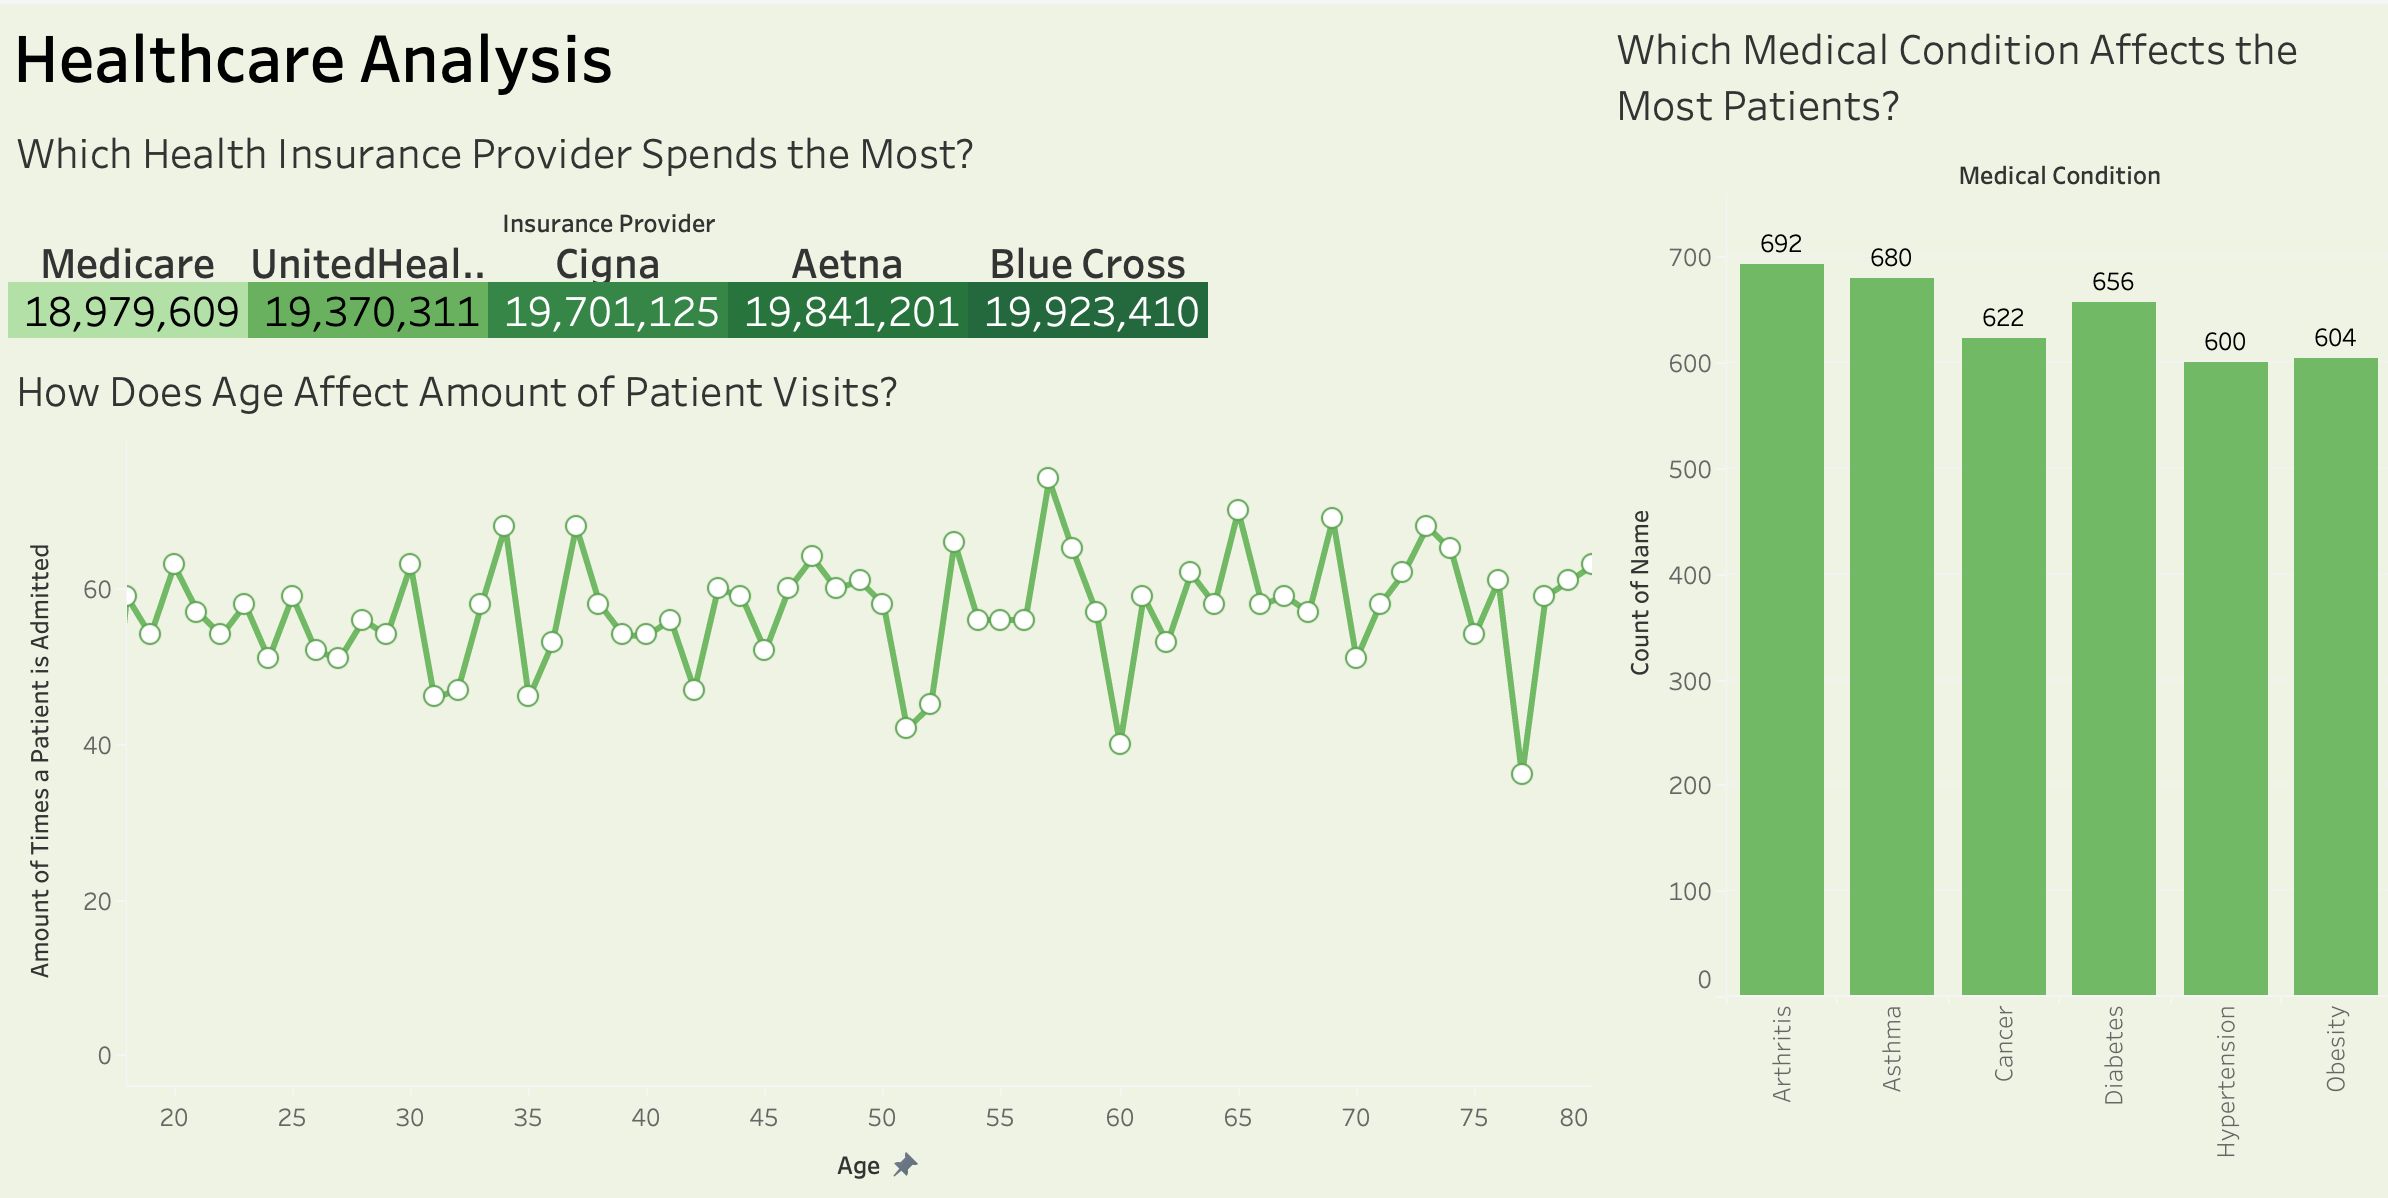 Healthcare Analysis
Which Health Insurance Provider Spends the Most?
Insurance Provider
Medicare UnitedHeal.. Cigna Aetna Blue Cross
18,979,609 19,370,311 19,701,125 19,841,201 19,923,410
How Does Age Affect Amount of Patient Visits?
Amount of Times a Patient is Admitted
60
40
20
0
20 25 30 35 40 45 50 55 60 65 70 75 80
Age
Which Medical Condition Affects the
Most Patients?
Medical Condition
Count of Name
700
600
500
400
300
200
100
0
692 680 622 656 600 604
Arthritis
Asthma
Cancer
Diabetes
Hypertension
Obesity